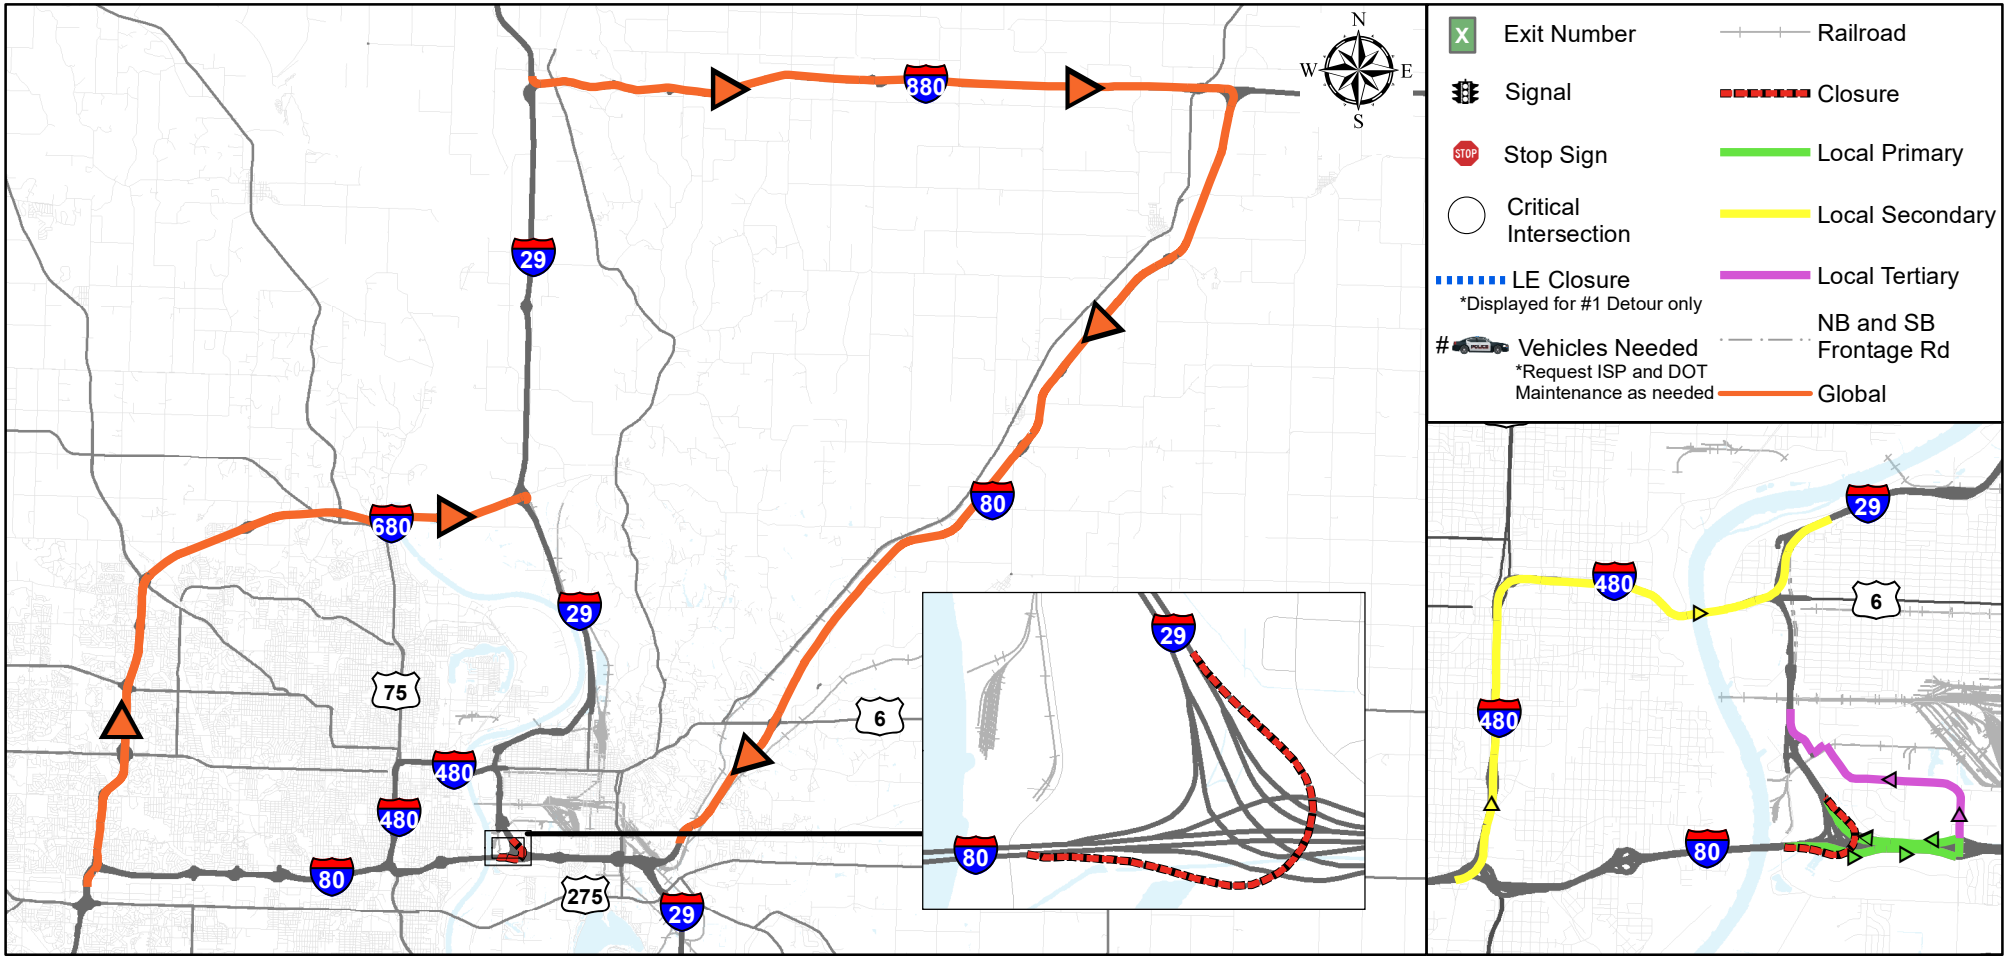 N
W
E
S
880
29
80
680
29
75
6
480
480
80
275
29
29
80
X
Exit Number
Signal
STOP
Stop Sign
Critical
Intersection
LE Closure
*Displayed for #1 Detour only
#
POLICE
Vehicles Needed
*Request ISP and DOT
Maintenance as needed
Railroad
Closure
Local Primary
Local Secondary
Local Tertiary
NB and SB
Frontage Rd
Global
29
480
6
480
80